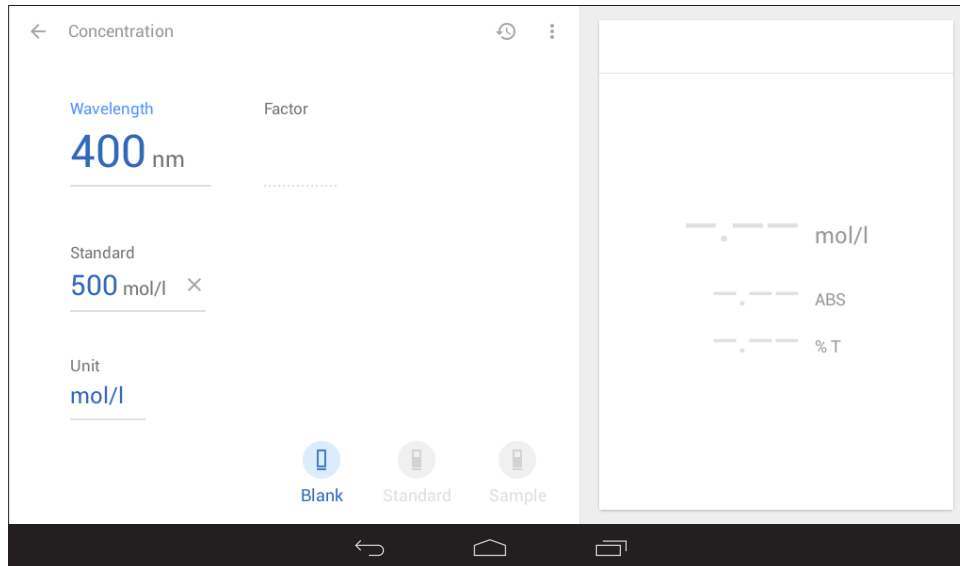 Concentration
Wavelength
Factor
400 nm
Standard
500 mol/l
Unit
mol/l
Blank
Standard
Sample
-.-- mol/l
-.-- ABS
-.-- % T